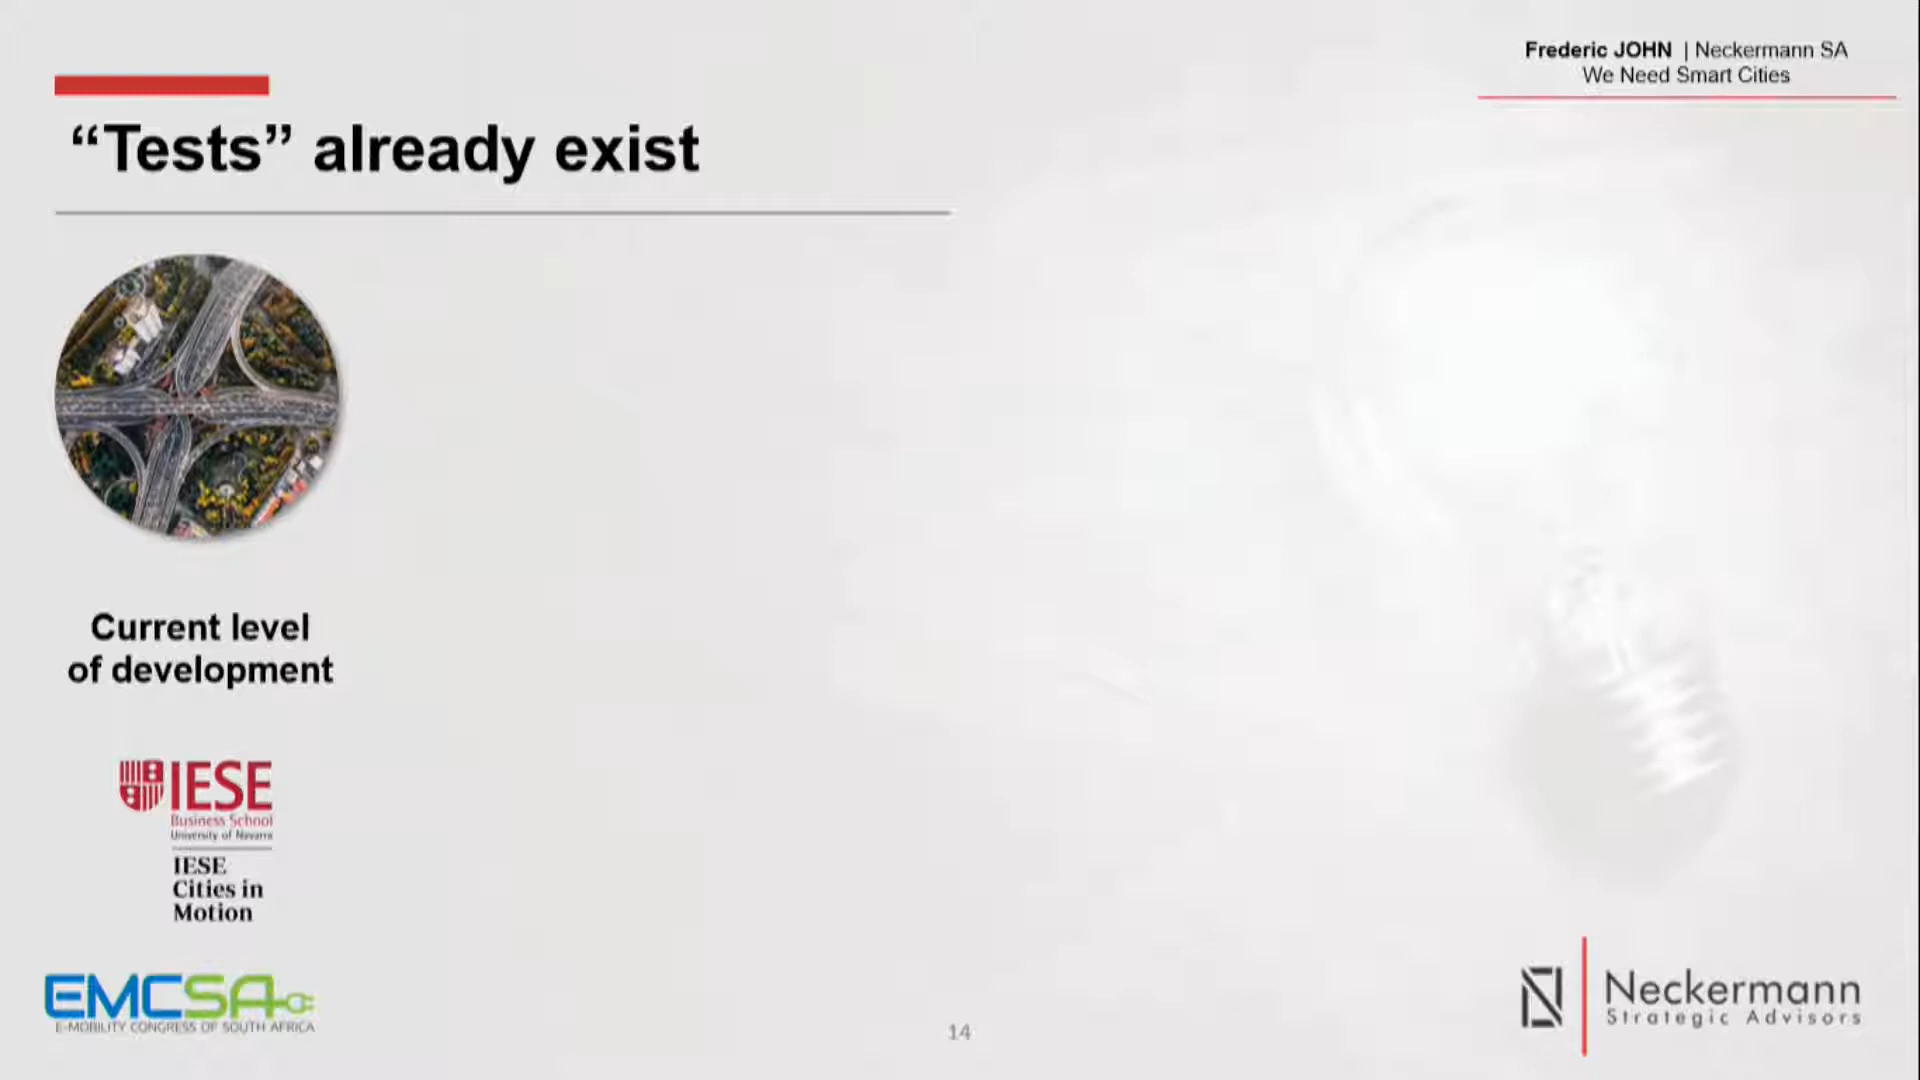 Frederic JOHN | Neckermann SA
We Need Smart Cities
“Tests” already exist
Current level
of development
IESE
Business School
University of Navarra
IESE
Cities in
Motion
EMCSA
E-MOBILITY CONGRESS OF SOUTH AFRICA
14
Neckermann
Strategic Advisors